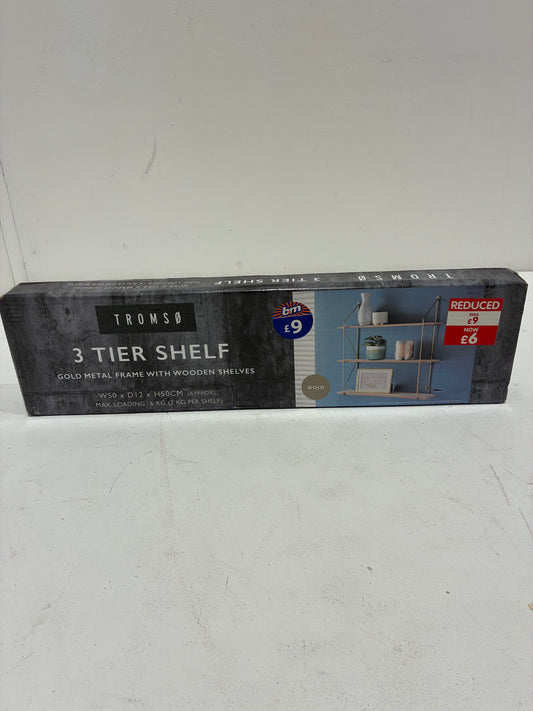 TROMSØ
3 TIER SHELF
TROMSØ
3 TIER SHELF
GOLD METAL FRAME WITH WOODEN SHELVES
W50 x D12 x H50CM (APPROX)
MAX. LOADING : 6 KG (2 KG PER SHELF)
bm
£9
GOLD
REDUCED
WAS
£9
NOW
£6